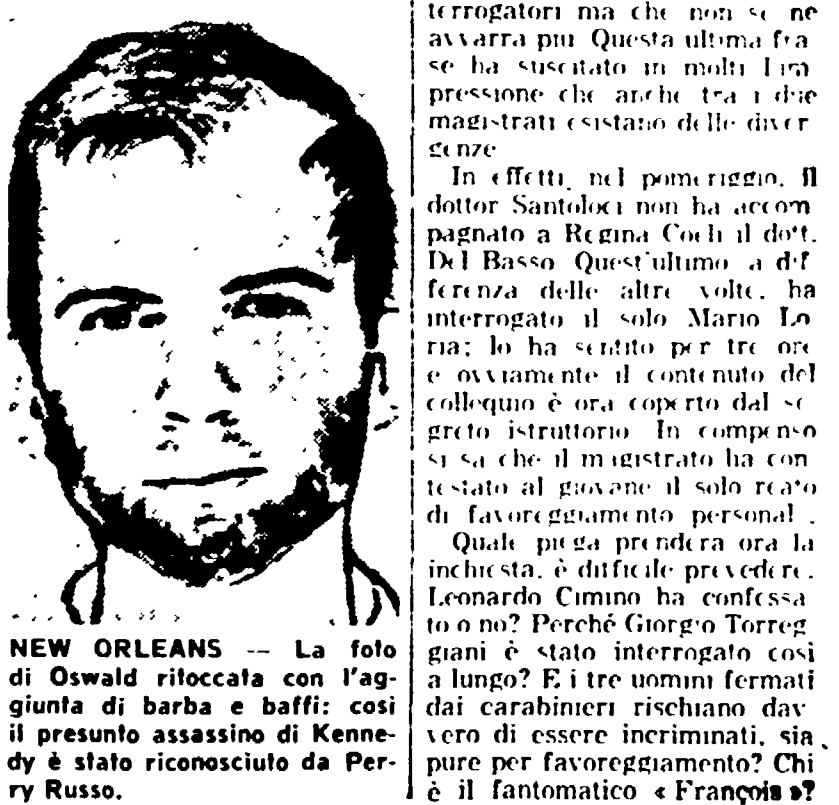 NEW ORLEANS — La foto
di Oswald ritoccata con l'ag-
giunta di barba e baffi: così
il presunto assassino di Kenne-
dy è stato riconosciuto da Per-
ry Russo.
terrogatori ma che non se ne
avvarra piu Questa ultima fra
se ha suscitato in molti l im
pressione che anche tra i due
magistrati esistano delle diver
genze
In effetti, nel pomeriggio, il
dottor Santoloci non ha accom
pagnato a Regina Coeli il dott.
Del Basso Quest'ultimo a dif
ferenza delle altre volte, ha
interrogato il solo Mario Lo
ria; lo ha sentito per tre ore
e ovviamente il contenuto del
colloquio è ora coperto dal se
greto istruttorio In compenso
si sa che il magistrato ha con
testato al giovane il solo reato
di favoreggiamento personal .
Quale piega prendera ora la
inchiesta, è difficile prevedere.
Leonardo Cimino ha confessa
to o no? Perché Giorgio Torreg
giani è stato interrogato così
a lungo? E i tre uomini fermati
dai carabinieri rischiano dav
vero di essere incriminati, sia
pure per favoreggiamento? Chi
è il fantomatico « François »?